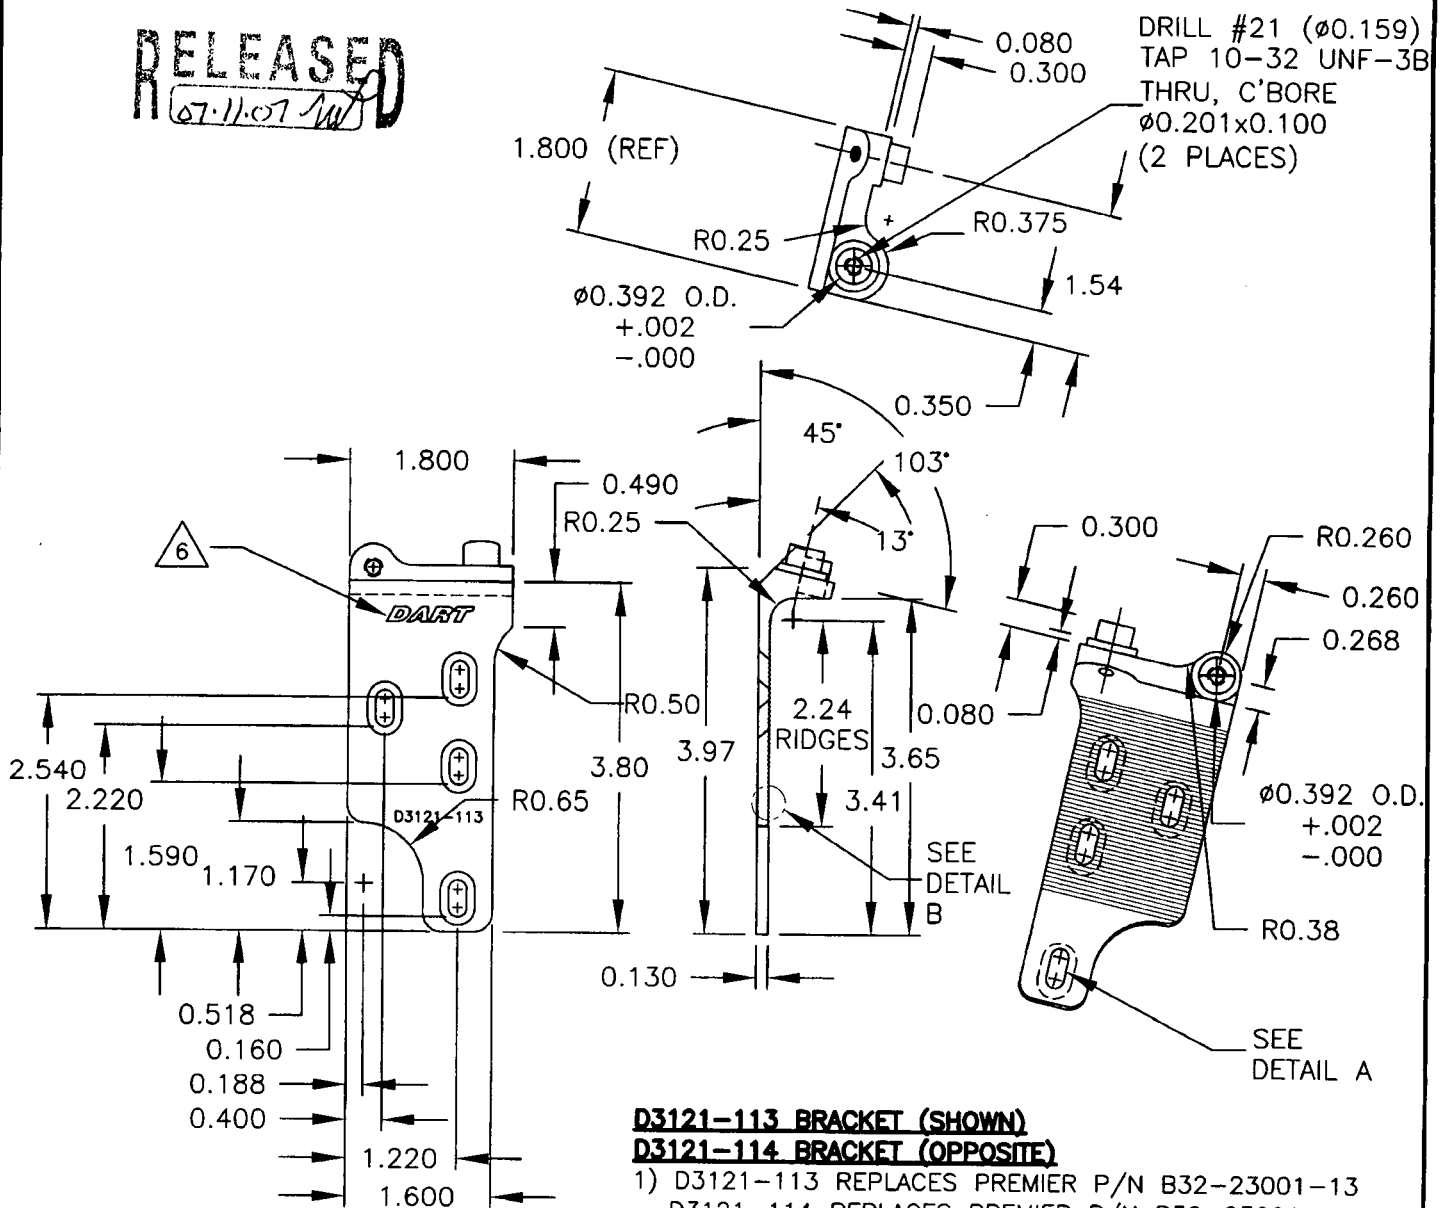 RELEASED
07.11.07
0.080
0.300
DRILL #21 (ø0.159)
TAP 10-32 UNF-3B
THRU, C'BORE
ø0.201x0.100
(2 PLACES)
1.800 (REF)
R0.25
R0.375
1.54
ø0.392 O.D.
+.002
-.000
0.350
45°
103°
13°
1.800
0.490
R0.25
6
DART
0.300
R0.260
0.260
0.268
R0.50
0.080
2.24
RIDGES
3.97
3.65
3.80
3.41
2.540
2.220
R0.65
D3121-113
ø0.392 O.D.
+.002
-.000
1.590
1.170
SEE
DETAIL
B
R0.38
0.130
0.518
0.160
0.188
0.400
1.220
1.600
SEE
DETAIL A
D3121-113 BRACKET (SHOWN)
D3121-114 BRACKET (OPPOSITE)
1) D3121-113 REPLACES PREMIER P/N B32-23001-13